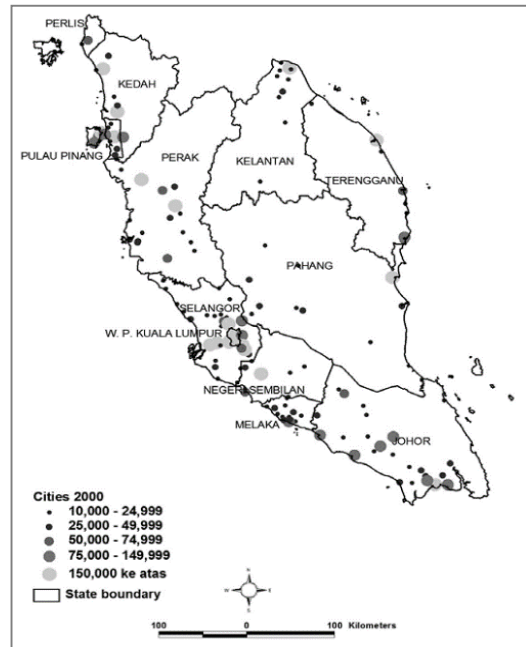 PERLIS
KEDAH
PULAU PINANG
PERAK
KELANTAN
TERENGGANU
PAHANG
SELANGOR
W. P. KUALA LUMPUR
NEGERI SEMBILAN
MELAKA
JOHOR
Cities 2000
10,000 - 24,999
25,000 - 49,999
50,000 - 74,999
75,000 - 149,999
150,000 ke atas
State boundary
N
W E
S
100 0 100 Kilometers